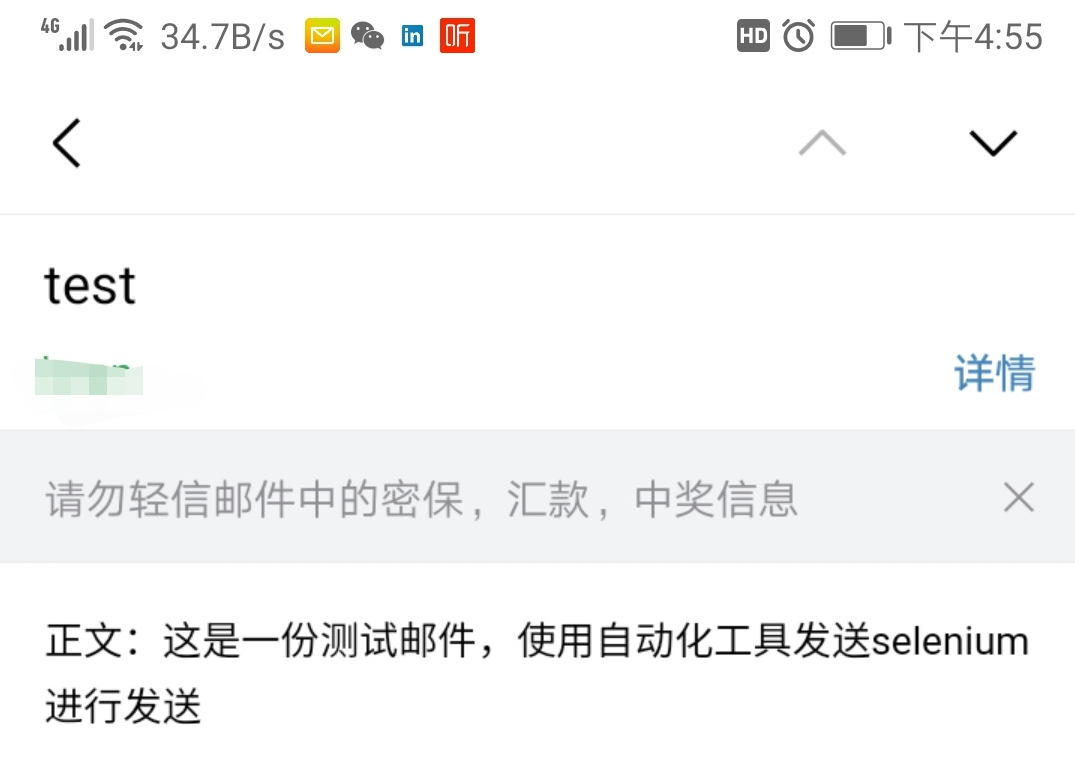 4G 34.7B/s in 听 HD 下午4:55
test
详情
请勿轻信邮件中的密保，汇款，中奖信息
正文：这是一份测试邮件，使用自动化工具发送selenium
进行发送